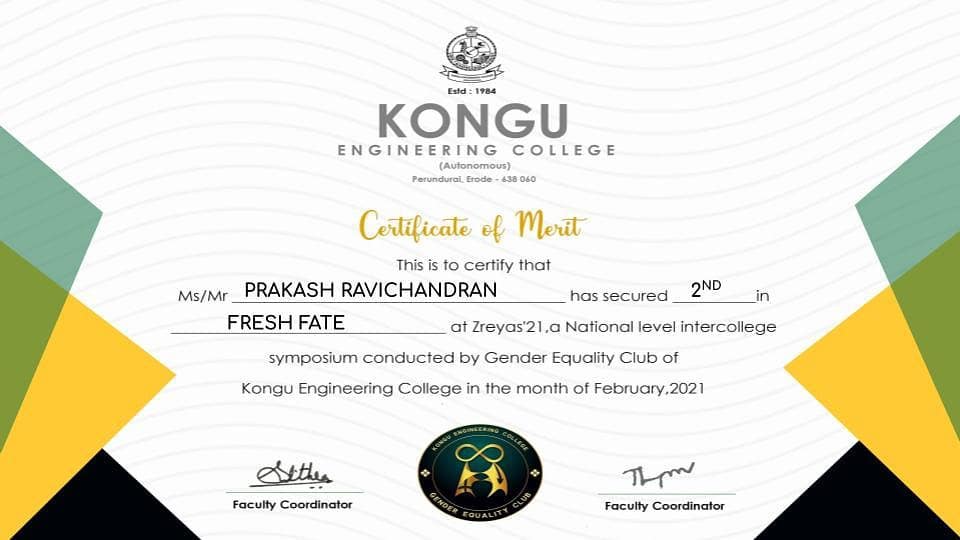 Estd : 1984
KONGU
ENGINEERING COLLEGE
(Autonomous)
Perundurai, Erode - 638 060
Certificate of Merit
This is to certify that
Ms/Mr PRAKASH RAVICHANDRAN has secured 2ND in
FRESH FATE at Zreyas'21,a National level intercollege
symposium conducted by Gender Equality Club of
Kongu Engineering College in the month of February,2021
KONGU ENGINEERING COLLEGE
GENDER EQUALITY CLUB
Faculty Coordinator
Faculty Coordinator